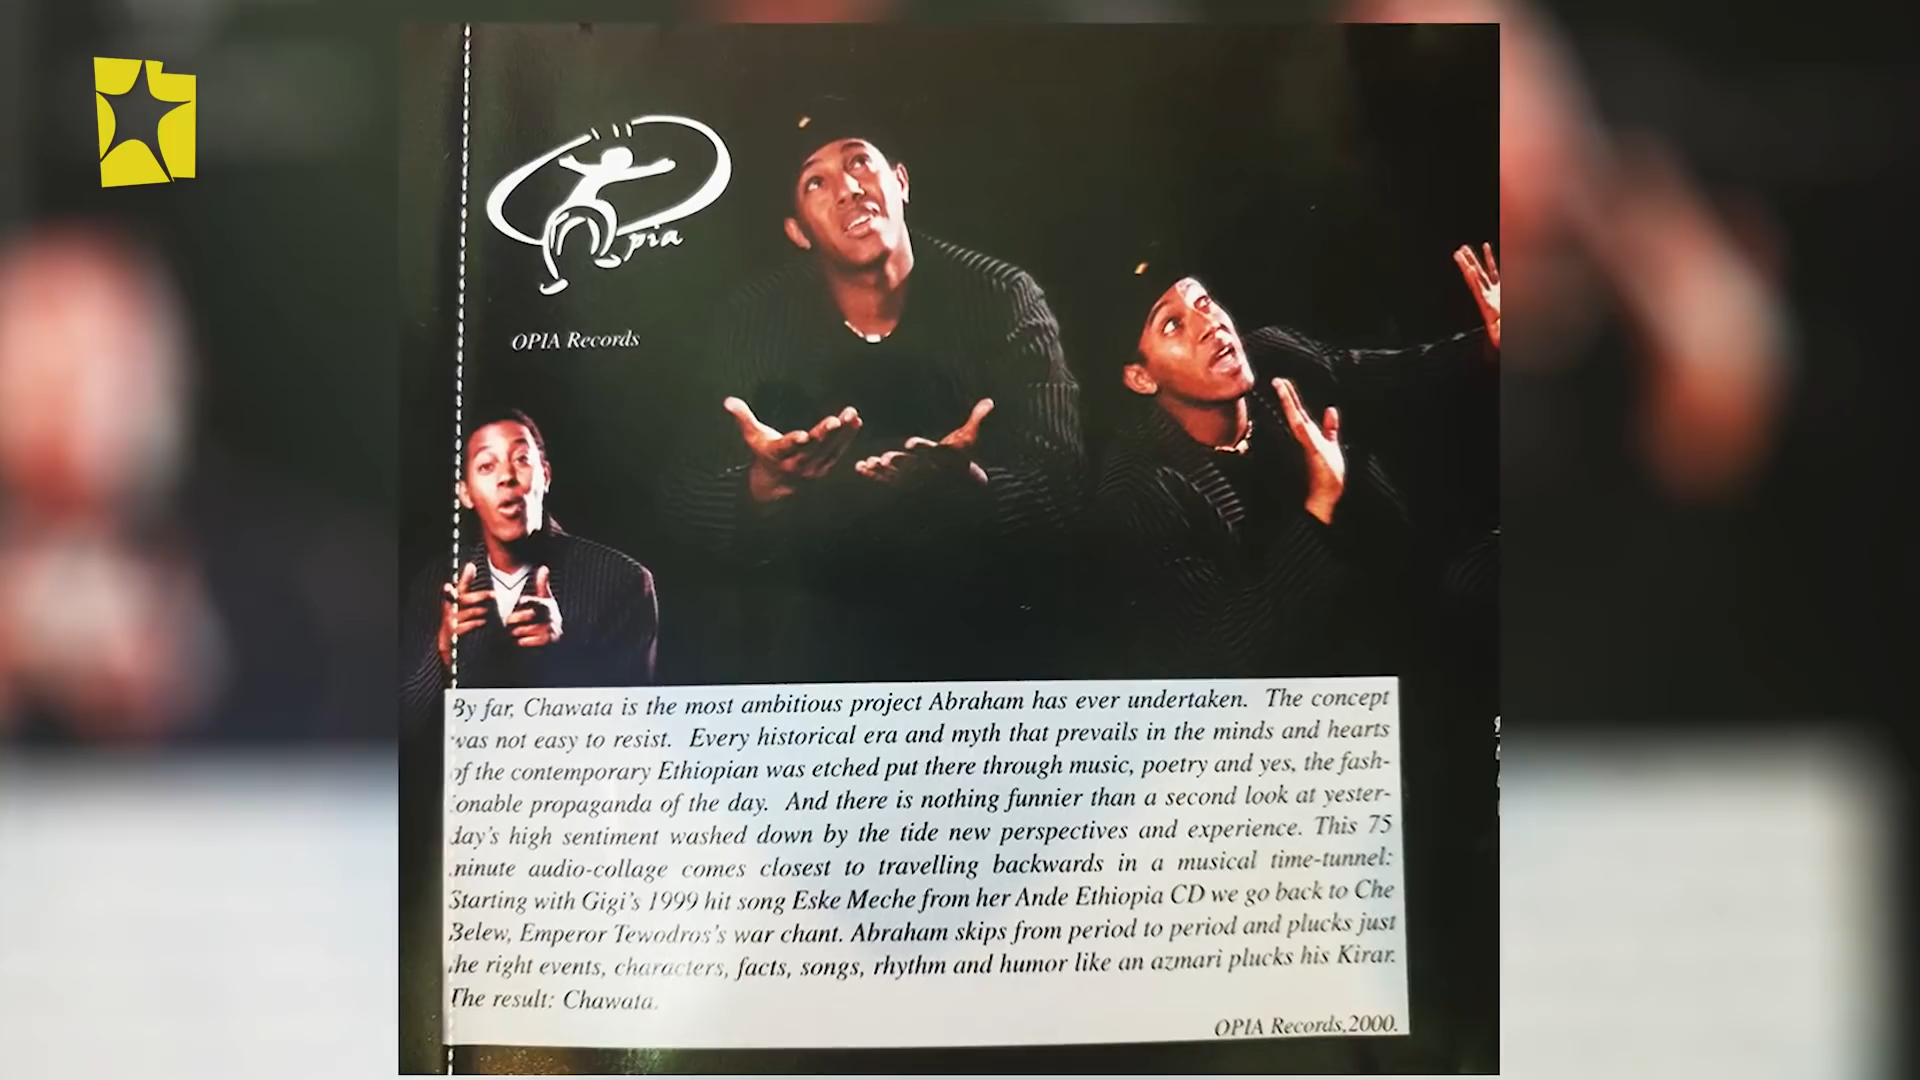 pia
OPIA Records
By far, Chawata is the most ambitious project Abraham has ever undertaken. The concept
was not easy to resist. Every historical era and myth that prevails in the minds and hearts
of the contemporary Ethiopian was etched put there through music, poetry and yes, the fash-
ionable propaganda of the day. And there is nothing funnier than a second look at yester-
day's high sentiment washed down by the tide new perspectives and experience. This 75
minute audio-collage comes closest to travelling backwards in a musical time-tunnel:
Starting with Gigi's 1999 hit song Eske Meche from her Ande Ethiopia CD we go back to Che
Belew, Emperor Tewodros's war chant. Abraham skips from period to period and plucks just
the right events, characters, facts, songs, rhythm and humor like an azmari plucks his Kirar.
The result: Chawata.
OPIA Records,2000.